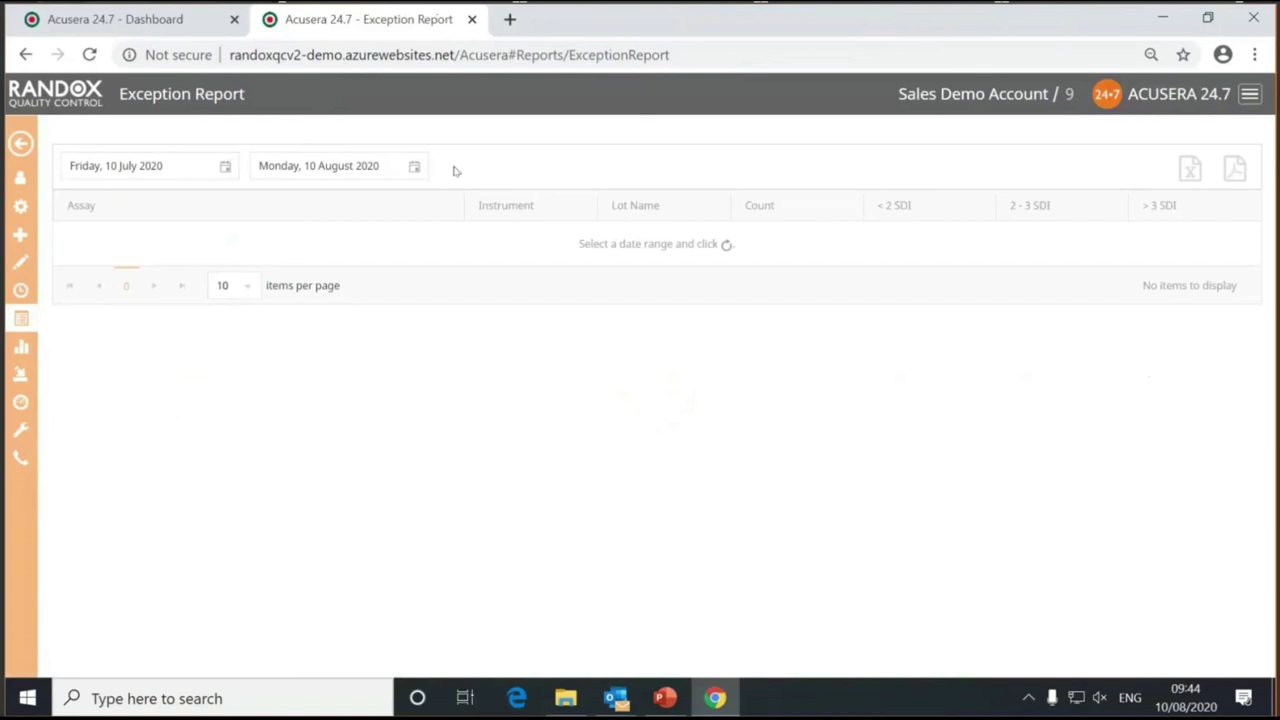 Acusera 24.7 - Dashboard
Acusera 24.7 - Exception Report
Not secure
randoxqcv2-demo.azurewebsites.net/Acusera#Reports/ExceptionReport
RANDOX
QUALITY CONTROL
Exception Report
Sales Demo Account / 9
24•7
ACUSERA 24.7
Friday, 10 July 2020
Monday, 10 August 2020
Assay
Instrument
Lot Name
Count
< 2 SDI
2 - 3 SDI
> 3 SDI
Select a date range and click
0
10
items per page
No items to display
Type here to search
ENG
09:44
10/08/2020